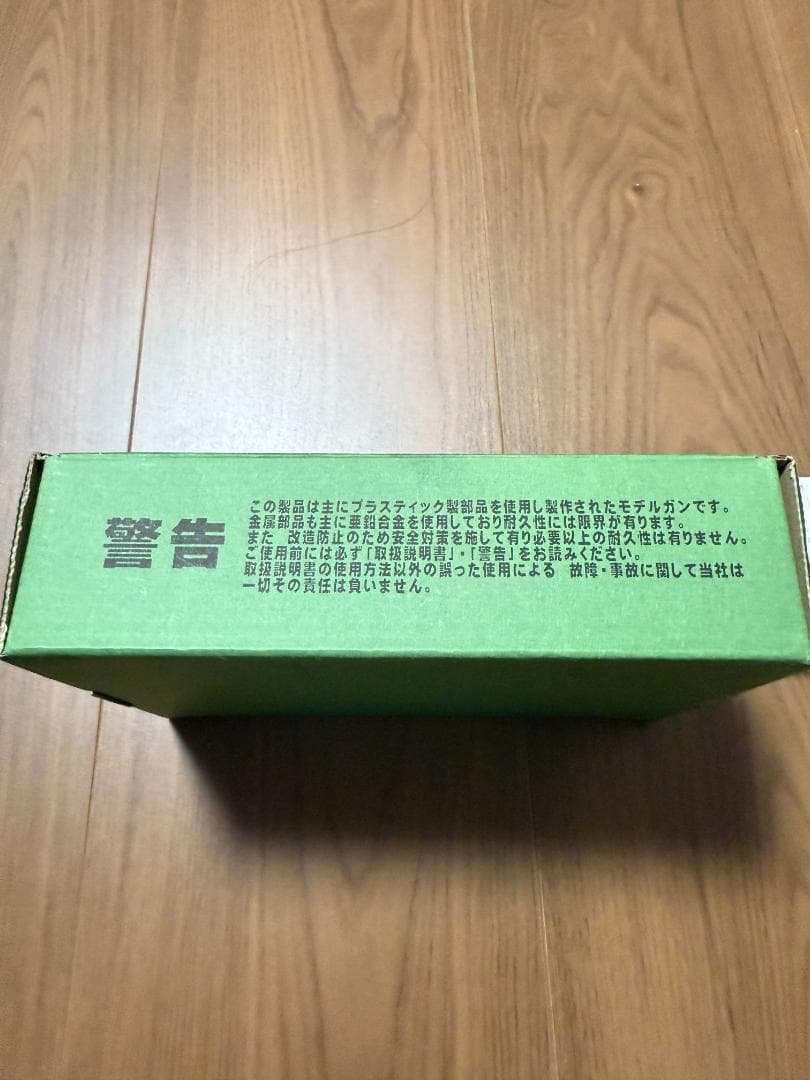 警告
この製品は主にプラスティック製部品を使用し製作されたモデルガンです。
金属部品も主に亜鉛合金を使用しており耐久性には限界が有ります。
また 改造防止のため安全対策を施して有り必要以上の耐久性は有りません。
ご使用前には必ず「取扱説明書」・「警告」をお読みください。
取扱説明書の使用方法以外の誤った使用による 故障・事故に関して当社は
一切その責任は負いません。